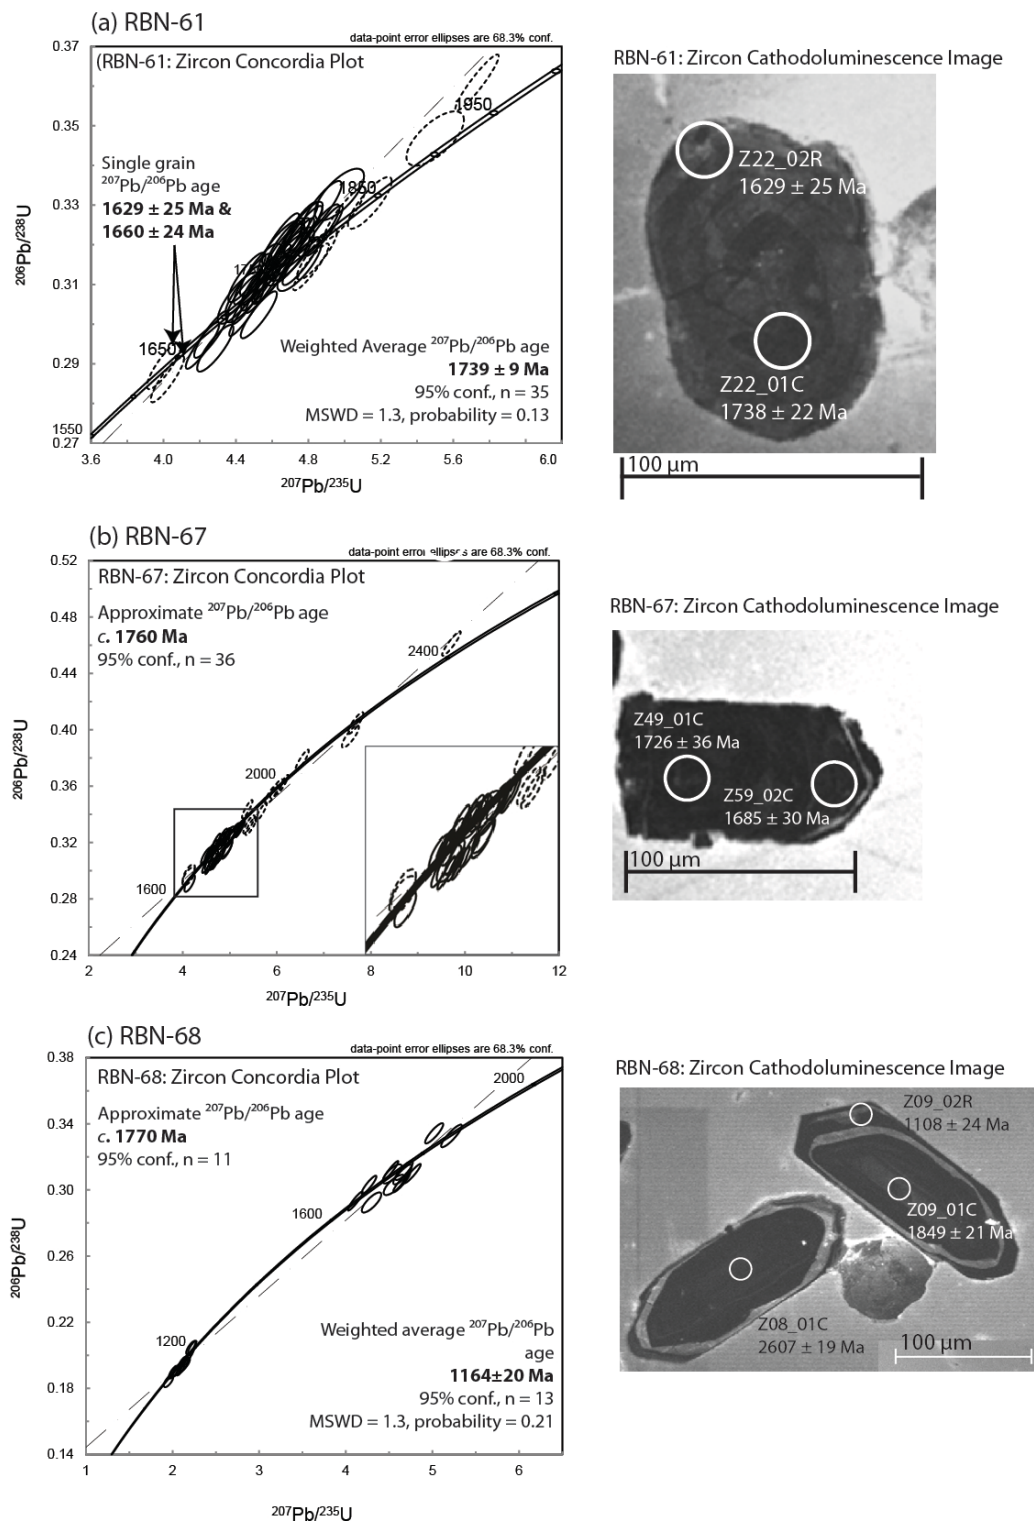 (a) RBN-61
data-point error ellipses are 68.3% conf.
(RBN-61: Zircon Concordia Plot
0.37
0.35
0.33
0.31
0.29
0.27
1950
1850
1650
1550
Single grain
²⁰⁷Pb/²⁰⁶Pb age
1629 ± 25 Ma &
1660 ± 24 Ma
Weighted Average ²⁰⁷Pb/²⁰⁶Pb age
1739 ± 9 Ma
95% conf., n = 35
MSWD = 1.3, probability = 0.13
²⁰⁶Pb/²³⁸U
3.6 4.0 4.4 4.8 5.2 5.6 6.0
²⁰⁷Pb/²³⁵U
RBN-61: Zircon Cathodoluminescence Image
Z22_02R
1629 ± 25 Ma
Z22_01C
1738 ± 22 Ma
100 µm
(b) RBN-67
data-point error ellipses are 68.3% conf.
RBN-67: Zircon Concordia Plot
Approximate ²⁰⁷Pb/²⁰⁶Pb age
c. 1760 Ma
95% conf., n = 36
0.52
0.48
0.44
0.40
0.36
0.32
0.28
0.24
2400
2000
1600
²⁰⁶Pb/²³⁸U
2 4 6 8 10 12
²⁰⁷Pb/²³⁵U
RBN-67: Zircon Cathodoluminescence Image
Z49_01C
1726 ± 36 Ma
Z59_02C
1685 ± 30 Ma
100 µm
(c) RBN-68
data-point error ellipses are 68.3% conf.
RBN-68: Zircon Concordia Plot
Approximate ²⁰⁷Pb/²⁰⁶Pb age
c. 1770 Ma
95% conf., n = 11
0.38
0.34
0.30
0.26
0.22
0.18
0.14
2000
1600
1200
Weighted average ²⁰⁷Pb/²⁰⁶Pb
age
1164±20 Ma
95% conf., n = 13
MSWD = 1.3, probability = 0.21
²⁰⁶Pb/²³⁸U
1 2 3 4 5 6
²⁰⁷Pb/²³⁵U
RBN-68: Zircon Cathodoluminescence Image
Z09_02R
1108 ± 24 Ma
Z09_01C
1849 ± 21 Ma
Z08_01C
2607 ± 19 Ma
100 µm